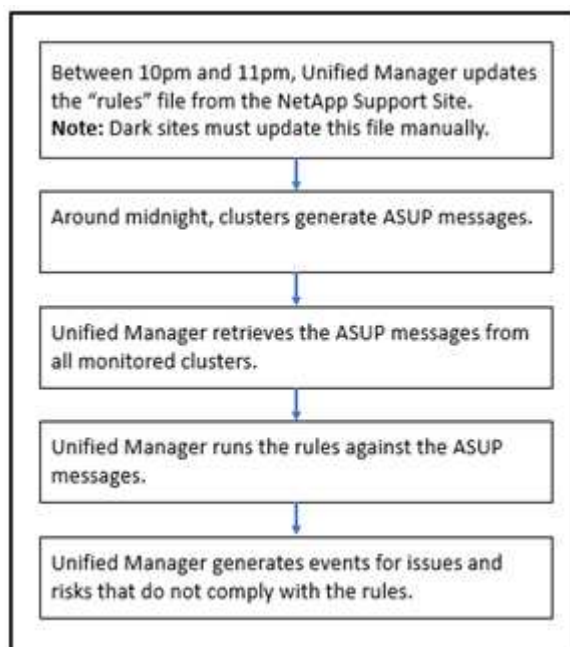 Between 10pm and 11pm, Unified Manager updates
the “rules” file from the NetApp Support Site.
Note: Dark sites must update this file manually.
Around midnight, clusters generate ASUP messages.
Unified Manager retrieves the ASUP messages from
all monitored clusters.
Unified Manager runs the rules against the ASUP
messages.
Unified Manager generates events for issues and
risks that do not comply with the rules.